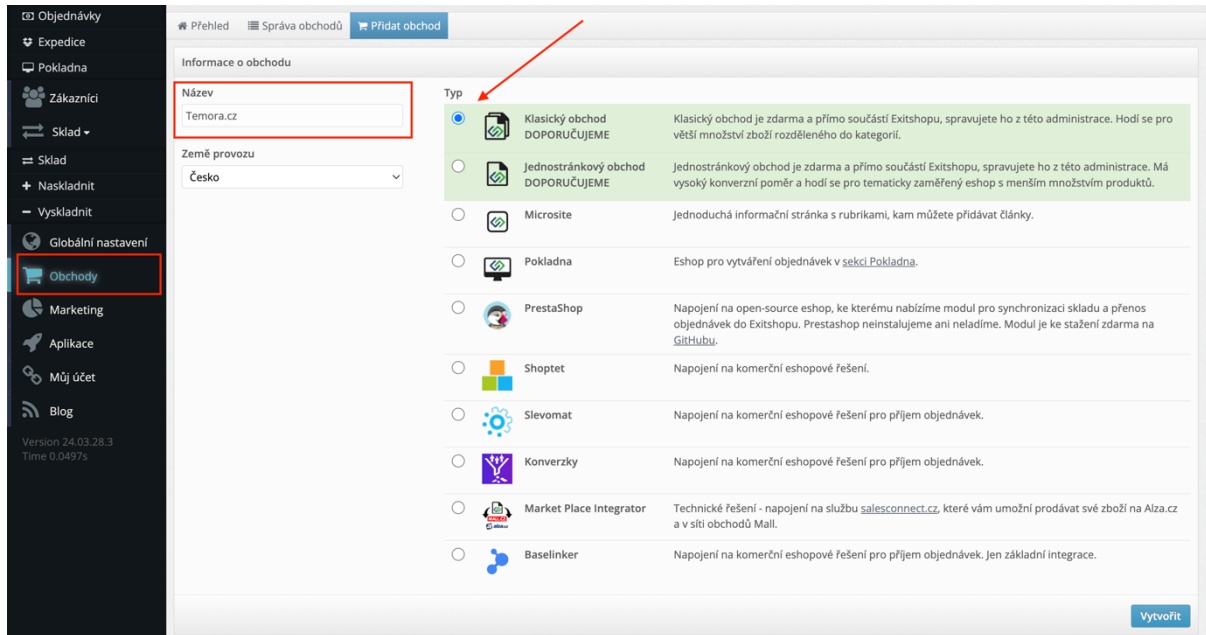 Objednávky
Expedice
Pokladna
Zákazníci
Sklad
Sklad
Naskladnit
Vyskladnit
Globální nastavení
Obchody
Marketing
Aplikace
Můj účet
Blog
Version 24.03.28.3
Time 0.0497s
Přehled
Správa obchodů
Přidat obchod
Informace o obchodu
Název
Temora.cz
Země provozu
Česko
Typ
Klasický obchod
DOPORUČUJEME
Klasický obchod je zdarma a přímo součástí Exitshopu, spravujete ho z této administrace. Hodí se pro
větší množství zboží rozděleného do kategorií.
Jednostránkový obchod
DOPORUČUJEME
Jednostránkový obchod je zdarma a přímo součástí Exitshopu, spravujete ho z této administrace. Má
vysoký konverzní poměr a hodí se pro tematicky zaměřený eshop s menším množstvím produktů.
Microsite
Jednoduchá informační stránka s rubrikami, kam můžete přidávat články.
Pokladna
Eshop pro vytváření objednávek v sekci Pokladna.
PrestaShop
Napojení na open-source eshop, ke kterému nabízíme modul pro synchronizaci skladu a přenos
objednávek do Exitshopu. Prestashop neinstalujeme ani neladíme. Modul je ke stažení zdarma na
GitHubu.
Shoptet
Napojení na komerční eshopové řešení.
Slevomat
Napojení na komerční eshopové řešení pro příjem objednávek.
Konverzky
Napojení na komerční eshopové řešení pro příjem objednávek.
MALL.CZ
alza.cz
Market Place Integrator
Technické řešení - napojení na službu salesconnect.cz, které vám umožní prodávat své zboží na Alza.cz
a v síti obchodů Mall.
Baselinker
Napojení na komerční eshopové řešení pro příjem objednávek. Jen základní integrace.
Vytvořit